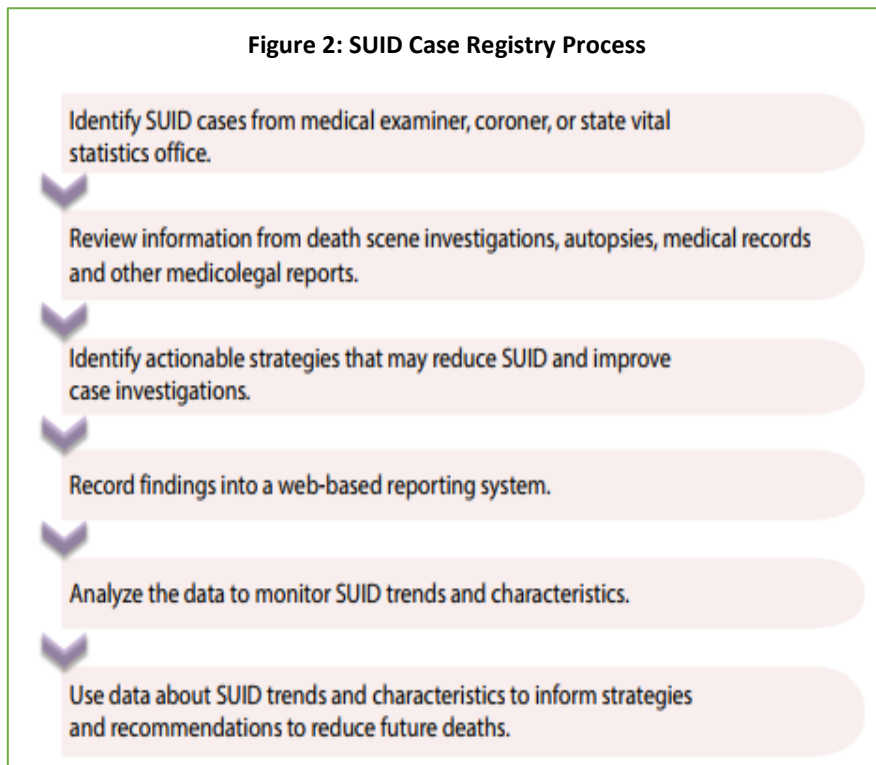 Figure 2: SUID Case Registry Process
Identify SUID cases from medical examiner, coroner, or state vital
statistics office.
Review information from death scene investigations, autopsies, medical records
and other medicolegal reports.
Identify actionable strategies that may reduce SUID and improve
case investigations.
Record findings into a web-based reporting system.
Analyze the data to monitor SUID trends and characteristics.
Use data about SUID trends and characteristics to inform strategies
and recommendations to reduce future deaths.